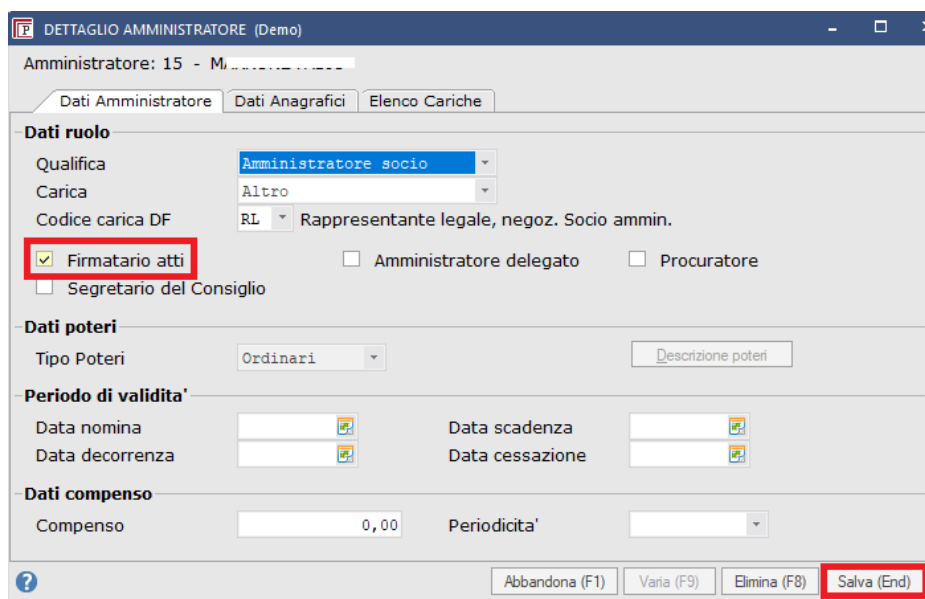 DETTAGLIO AMMINISTRATORE (Demo)
Amministratore: 15 -
Dati Amministratore Dati Anagrafici Elenco Cariche
Dati ruolo
Qualifica Amministratore socio
Carica Altro
Codice carica DF RL Rappresentante legale, negoz. Socio ammin.
Firmatario atti Amministratore delegato Procuratore
Segretario del Consiglio
Dati poteri
Tipo Poteri Ordinari Descrizione poteri
Periodo di validita'
Data nomina Data scadenza
Data decorrenza Data cessazione
Dati compenso
Compenso 0,00 Periodicita'
Abbandona (F1) Varia (F9) Elimina (F8) Salva (End)